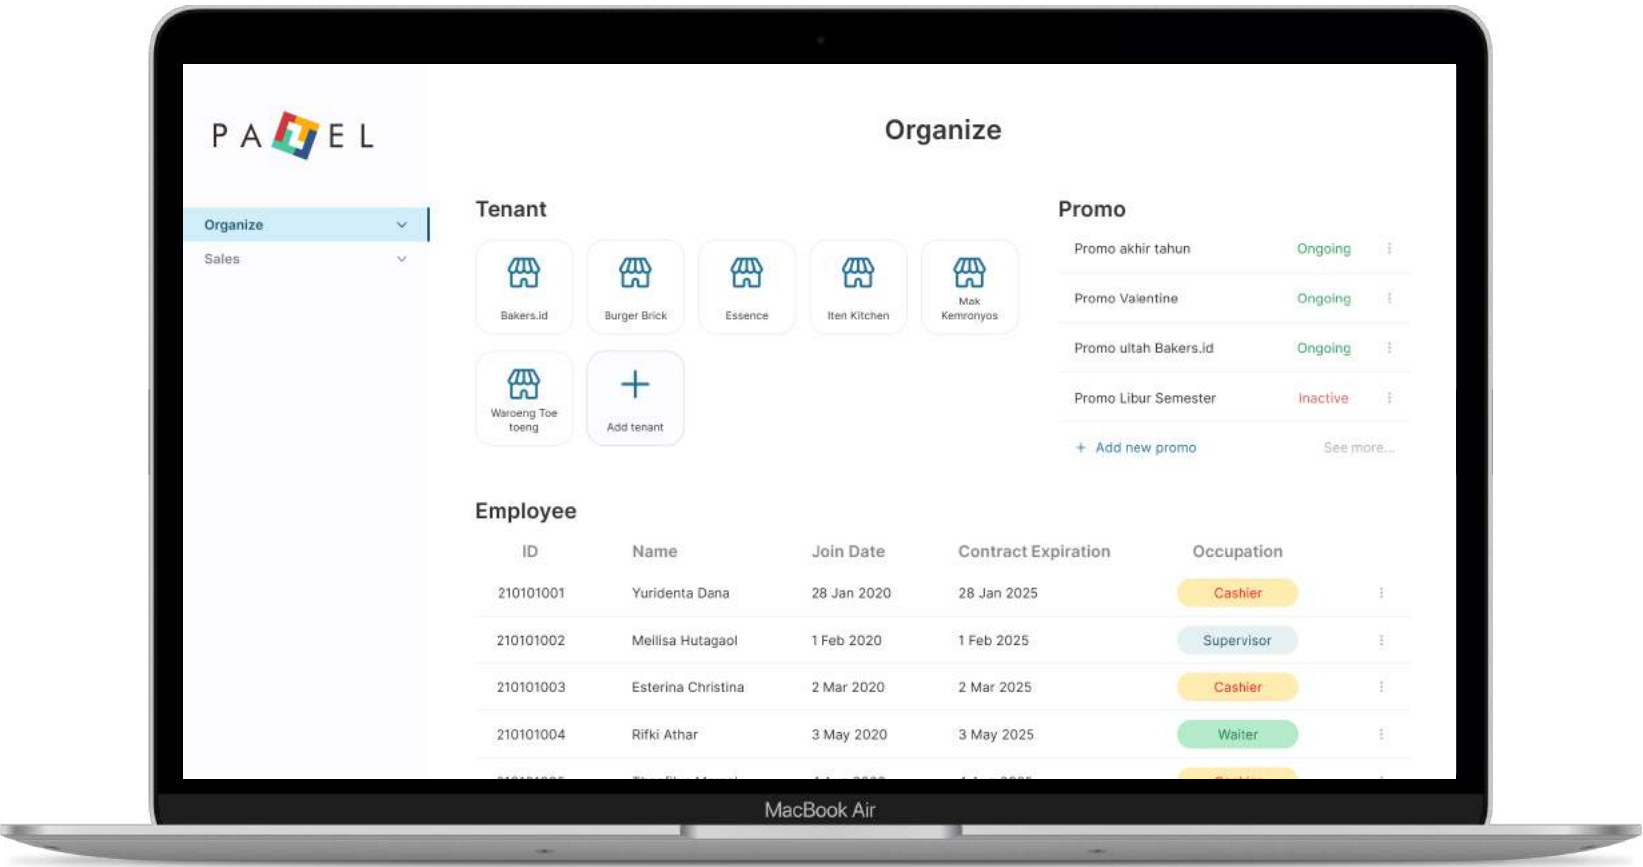 PALTEL
Organize
Organize
Sales
Tenant
Bakers.id
Burger Brick
Essence
Iten Kitchen
Mak
Kemronyos
Waroeng Toe
toeng
Add tenant
Promo
Promo akhir tahun Ongoing
Promo Valentine Ongoing
Promo ultah Bakers.id Ongoing
Promo Libur Semester Inactive
+ Add new promo See more...
Employee
ID Name Join Date Contract Expiration Occupation
210101001 Yuridenta Dana 28 Jan 2020 28 Jan 2025 Cashier
210101002 Meilisa Hutagaol 1 Feb 2020 1 Feb 2025 Supervisor
210101003 Esterina Christina 2 Mar 2020 2 Mar 2025 Cashier
210101004 Rifki Athar 3 May 2020 3 May 2025 Waiter
MacBook Air